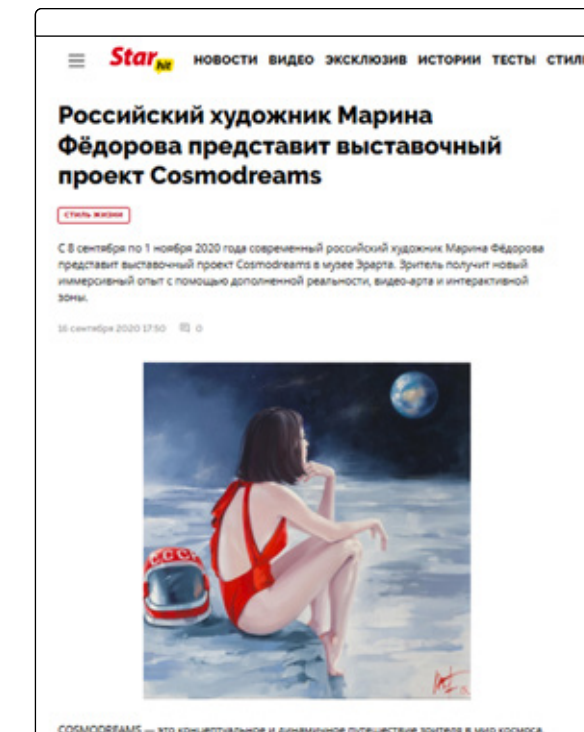 Star hit НОВОСТИ ВИДЕО ЭКСКЛЮЗИВ ИСТОРИИ ТЕСТЫ СТИЛЬ
Российский художник Марина
Фёдорова представит выставочный
проект Cosmodreams
СТИЛЬ ЖИЗНИ
С 8 сентября по 1 ноября 2020 года современный российский художник Марина Фёдорова
представит выставочный проект Cosmodreams в музее Эрарта. Зритель получит новый
иммерсивный опыт с помощью дополненной реальности, видео-арта и интерактивной
зоны.
16 сентября 2020 17:50 0
СССР
COSMODREAMS — это концептуальное и динамичное путешествие зрителя в мир космоса